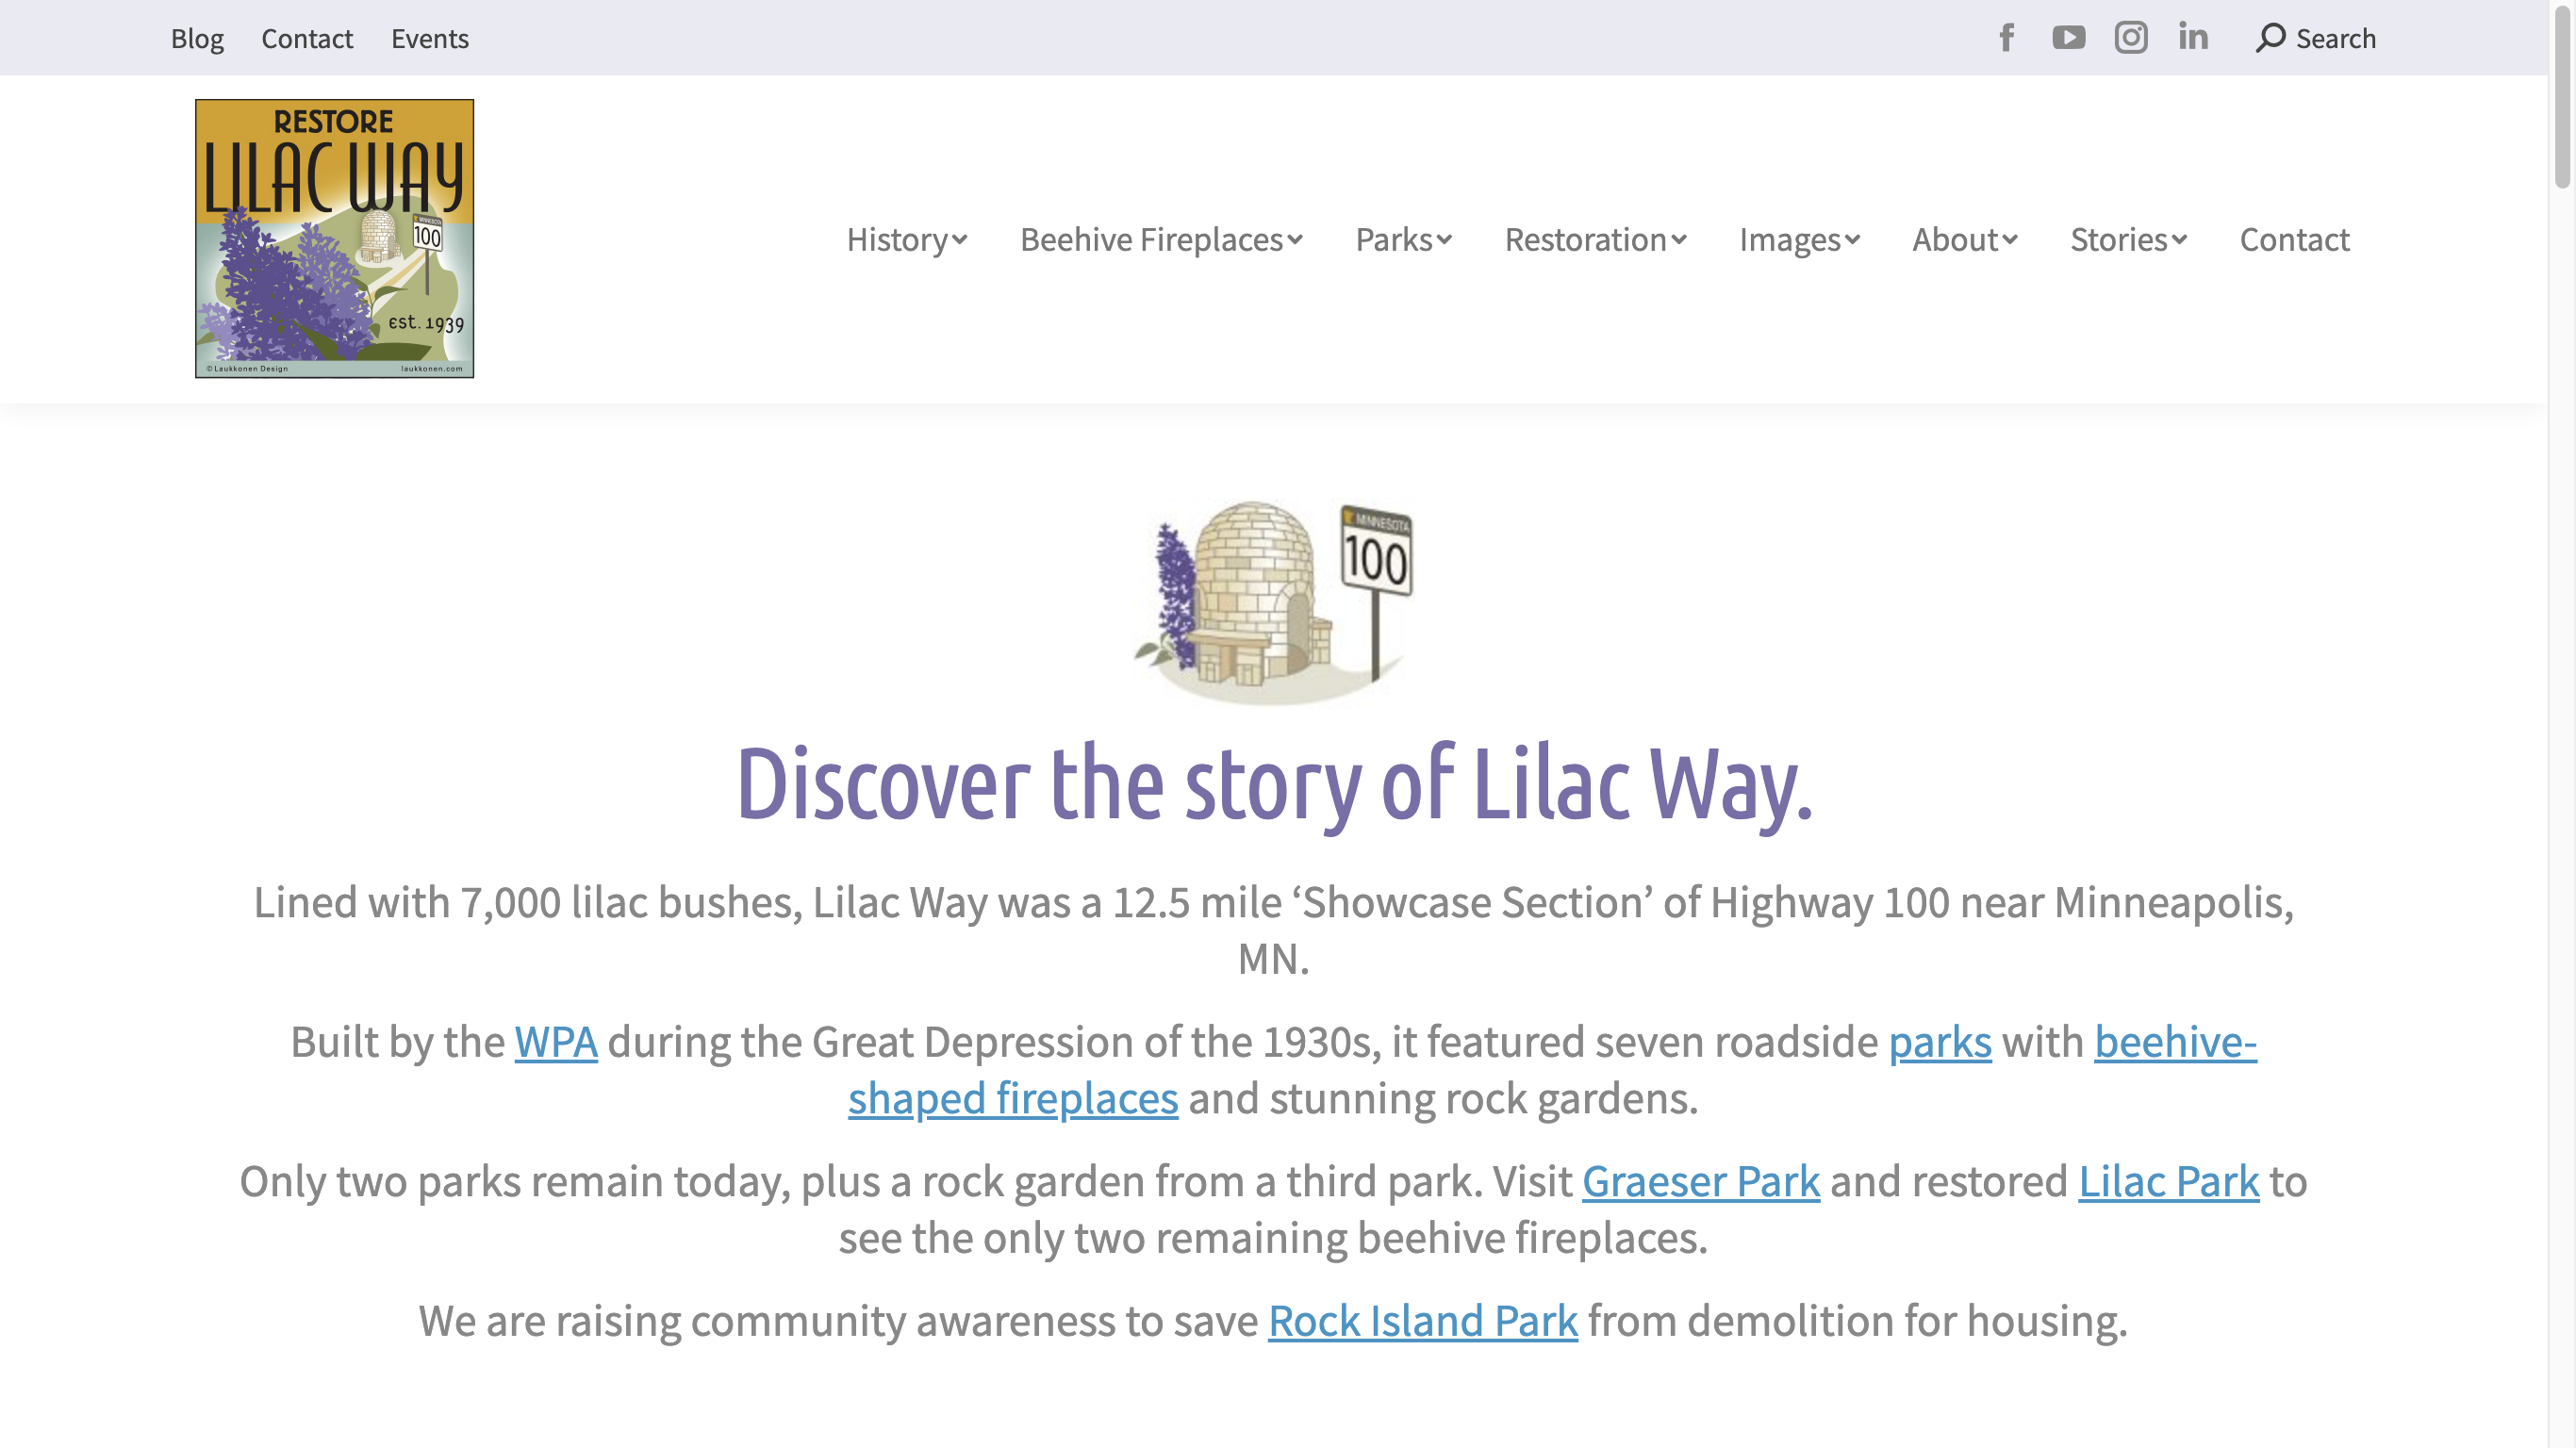 Blog Contact Events Search
RESTORE
LILAC WAY
MINNESOTA
100
est. 1939
© Laukkonen Design laukkonen.com
History Beehive Fireplaces Parks Restoration Images About Stories Contact
MINNESOTA
100
Discover the story of Lilac Way.
Lined with 7,000 lilac bushes, Lilac Way was a 12.5 mile ‘Showcase Section’ of Highway 100 near Minneapolis,
MN.
Built by the WPA during the Great Depression of the 1930s, it featured seven roadside parks with beehive-
shaped fireplaces and stunning rock gardens.
Only two parks remain today, plus a rock garden from a third park. Visit Graeser Park and restored Lilac Park to
see the only two remaining beehive fireplaces.
We are raising community awareness to save Rock Island Park from demolition for housing.